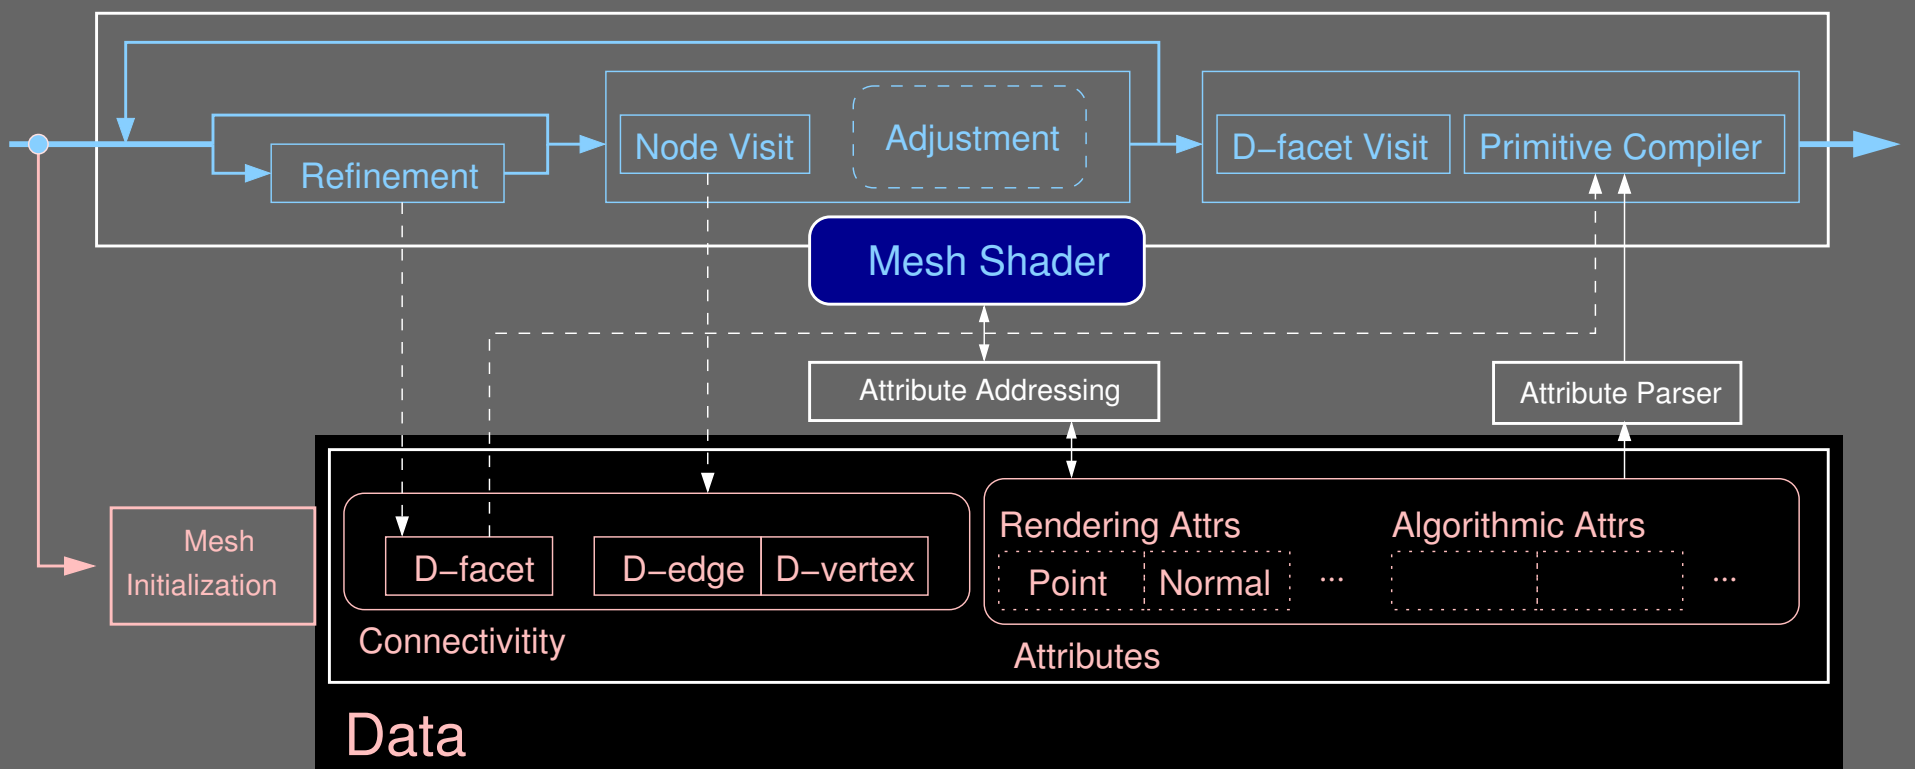 Refinement
Node Visit
Adjustment
D−facet Visit
Primitive Compiler
Mesh Shader
Attribute Addressing
Attribute Parser
Mesh
Initialization
D−facet
D−edge
D−vertex
Connectivitity
Rendering Attrs
Point
Normal
...
Algorithmic Attrs
...
Attributes
Data